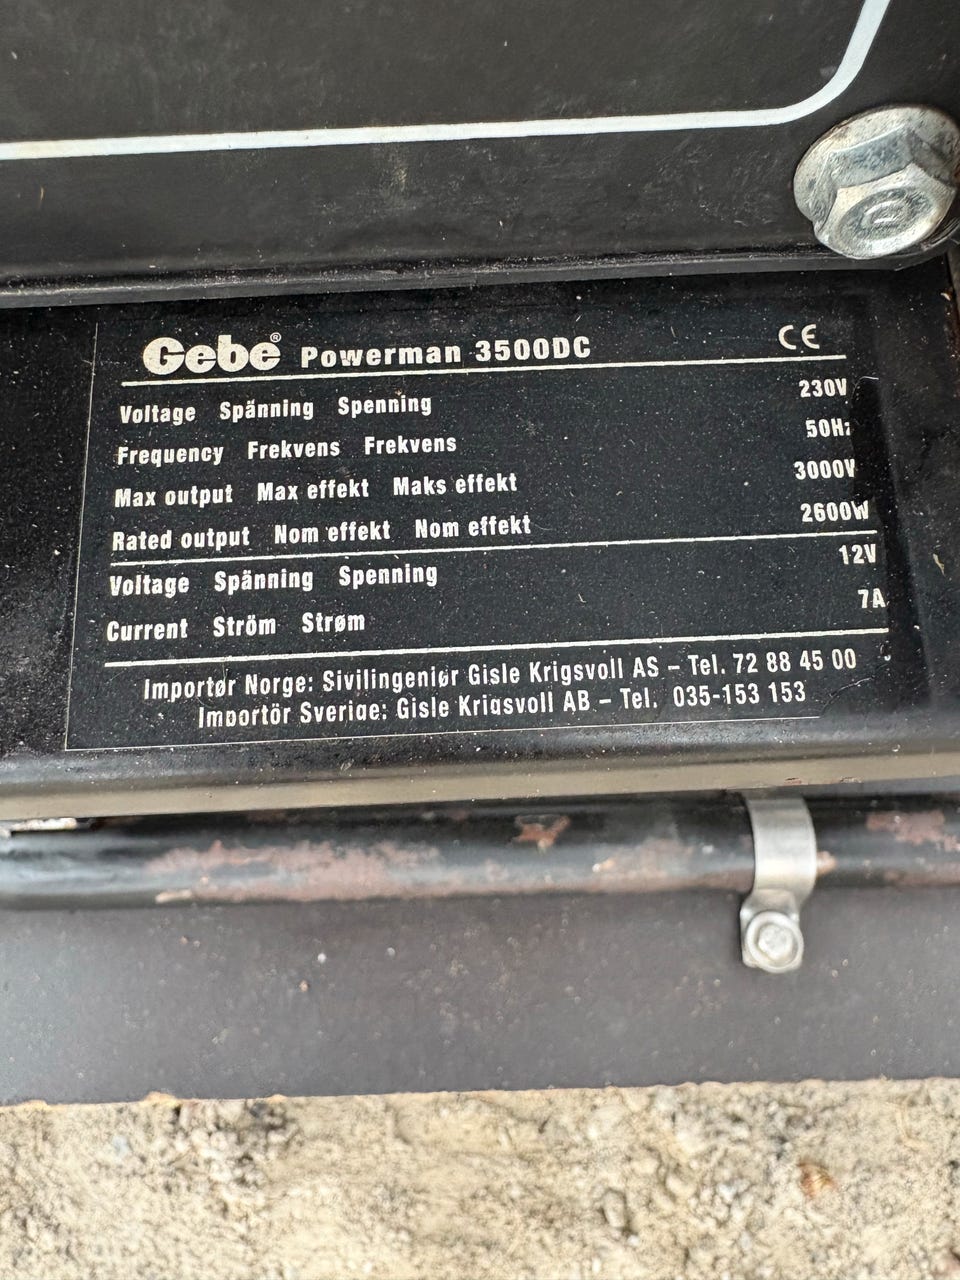 Gebe® Powerman 3500DC CE
Voltage Spänning Spenning 230V
Frequency Frekvens Frekvens 50Hz
Max output Max effekt Maks effekt 3000W
Rated output Nom effekt Nom effekt 2600W
Voltage Spänning Spenning 12V
Current Ström Strøm 7A
Importør Norge: Sivilingeniør Gisle Krigsvoll AS – Tel. 72 88 45 00
Importör Sverige: Gisle Krigsvoll AB – Tel. 035-153 153